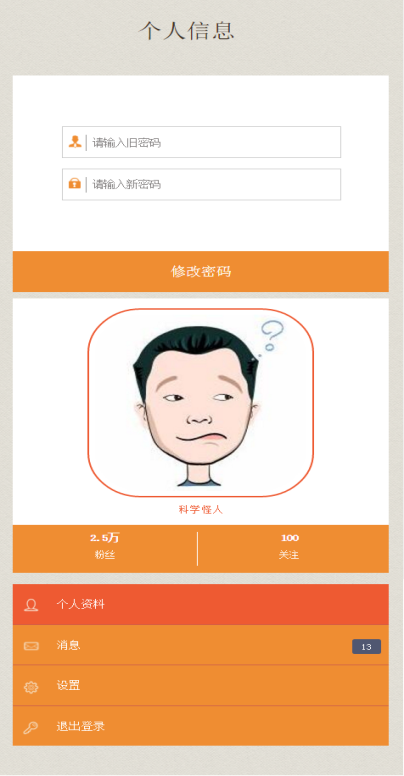 个人信息
请输入旧密码
请输入新密码
修改密码
?
科学怪人
2.5万
100
粉丝
关注
个人资料
消息
13
设置
退出登录